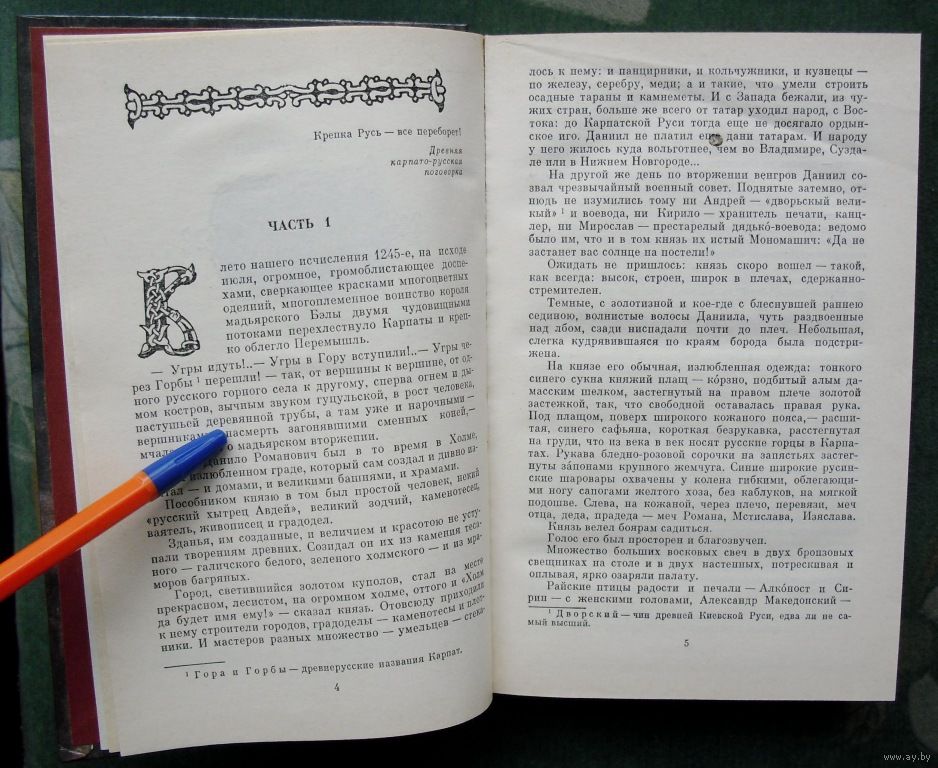 Крепка Русь — все переборет!
Древняя
карпато-русская
поговорка
ЧАСТЬ 1
В лето нашего исчисления 1245-е, на исходе
июля, огромное, громоблистающее доспе-
хами, сверкающее красками многоцветных
одеяний, многоплеменное воинство короля
мадьярского Бэлы двумя чудовищными
потоками перехлестнуло Карпаты и креп-
ко облегло Перемышль.
— Угры идуть!..— Угры в Гору вступили!..— Угры че-
рез Горбы ¹ перешли! — так, от вершины к вершине, от од-
ного русского горного села к другому, сперва огнем и ды-
мом костров, зычным звуком гуцульской, в рост человека,
пастушьей деревянной трубы, а там уже и нарочными —
вершниками насмерть загонявшими сменных коней,—
мчала о мадьярском вторжении.
Данило Романович был в то время в Холме,
излюбленном граде, который сам создал и дивно из-
— и домами, и великими башнями, и храмами.
Пособником князю в том был простой человек, некий
«русский хытрец Авдей», великий зодчий, каменотесец,
ваятель, живописец и градодел.
Зданья, им созданные, и величием и красотою не усту-
пали творениям древних. Созидал он их из камени теса-
ного — галичского белого, зеленого холмского — и из мра-
моров багряных.
Город, светившийся золотом куполов, стал на место
прекрасном, лесистом, на огромном холме, оттого и «Холм
да будет имя ему!» — сказал князь. Отовсюду приходили
к нему строители городов, градоделы — каменотесы и плот-
ники. И мастеров разных множество — умельцев — стека-
¹ Гора и Горбы — древнерусские названия Карпат.
4
лось к нему: и панцирники, и кольчужники, и кузнецы —
по железу, серебру, меди; а и такие, что умели строить
осадные тараны и камнеметы. И с Запада бежали, из чу-
жих стран, больше же всего от татар уходил народ, с Вос-
тока: до Карпатской Руси тогда еще не досягало ордын-
ское иго. Даниил не платил еще дани татарам. И народу
у него жилось куда вольготнее, чем во Владимире, Сузда-
ле или в Нижнем Новгороде...
На другой же день по вторжении венгров Даниил со-
звал чрезвычайный военный совет. Поднятые затемно, от-
нюдь не изумились тому ни Андрей — «дворьский вели-
кий» ¹ и воевода, ни Кирило — хранитель печати, канц-
лер, ни Мирослав — престарелый дядько́-воевода: ведомо
было им, что и в том князь их истый Мономашич: «Да не
застанет вас солнце на постели!»
Ожидать не пришлось: князь скоро вошел — такой,
как всегда: высок, строен, широк в плечах, сдержанно-
стремителен.
Темные, с золотизной и кое-где с блеснувшей раннею
сединою, волнистые волосы Даниила, чуть раздвоенные
над лбом, сзади ниспадали почти до плеч. Небольшая,
слегка кудрявившаяся по краям борода была подстри-
жена.
На князе его обычная, излюбленная одежда: тонкого
синего сукна княжий плащ — ко́рзно, подбитый алым да-
масским шелком, застегнутый на правом плече золотой
застежкой, так, что свободной оставалась правая рука.
Под плащом, поверх широкого кожаного пояса,— расши-
тая, синего сафьяна, короткая безрукавка, расстегнутая
на груди, что из века в век носят русские горцы в Карпа-
тах. Рукава бледно-розовой сорочки на запястьях застег-
нуты за́понами крупного жемчуга. Синие широкие русин-
ские шаровары охвачены у колена гибкими, облегающи-
ми ногу сапогами желтого хоза, без каблуков, на мягкой
подошве. Слева, на кожаной, через плечо, перевязи, меч
отца, деда, прадеда — меч Романа, Мстислава, Изяслава.
Князь велел боярам садиться.
Голос его был просторен и благозвучен.
Множество больших восковых свеч в двух бронзовых
свещниках на столе и в двух настенных, потрескивая и
оплывая, ярко озаряли палату.
Райские птицы радости и печали — Алко́ност и Си-
рин — с женскими головами, Александр Македонский —
¹ Дворский — чин древней Киевской Руси, едва ли не са-
мый высший.
5
www.ay.by